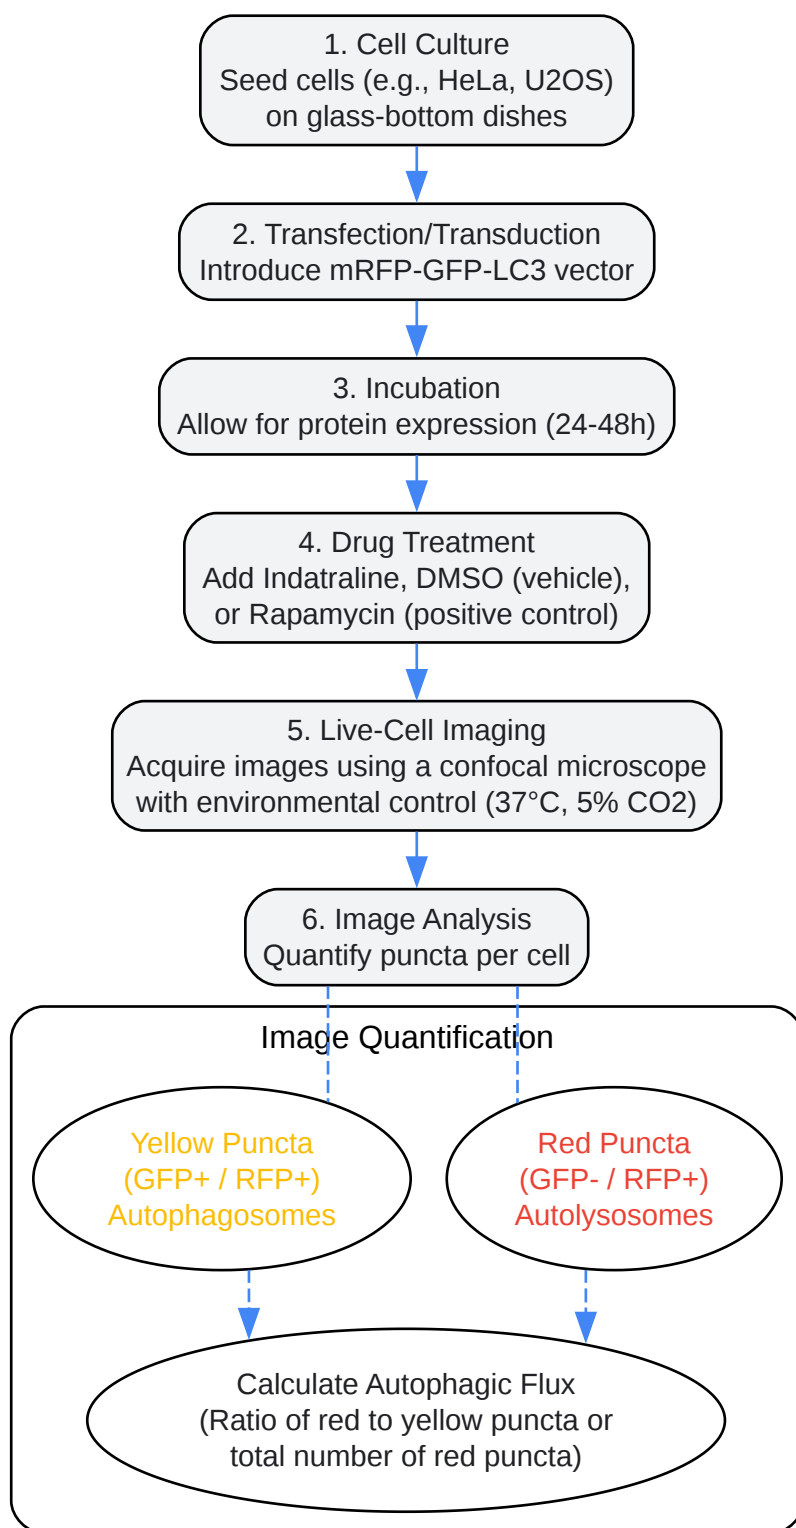 1. Cell Culture
Seed cells (e.g., HeLa, U2OS)
on glass-bottom dishes
2. Transfection/Transduction
Introduce mRFP-GFP-LC3 vector
3. Incubation
Allow for protein expression (24-48h)
4. Drug Treatment
Add Indatraline, DMSO (vehicle),
or Rapamycin (positive control)
5. Live-Cell Imaging
Acquire images using a confocal microscope
with environmental control (37°C, 5% CO2)
6. Image Analysis
Quantify puncta per cell
Image Quantification
Yellow Puncta
(GFP+ / RFP+)
Autophagosomes
Red Puncta
(GFP- / RFP+)
Autolysosomes
Calculate Autophagic Flux
(Ratio of red to yellow puncta or
total number of red puncta)